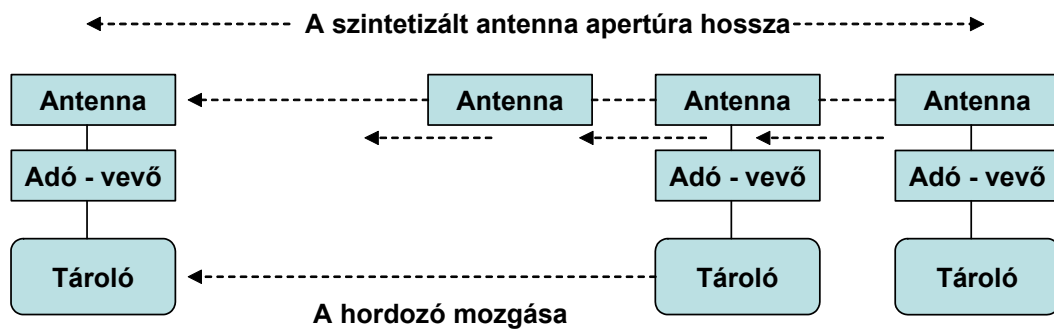 A szintetizált antenna apertúra hossza
Antenna Antenna Antenna Antenna
Adó - vevő Adó - vevő Adó - vevő
Tároló Tároló Tároló
A hordozó mozgása